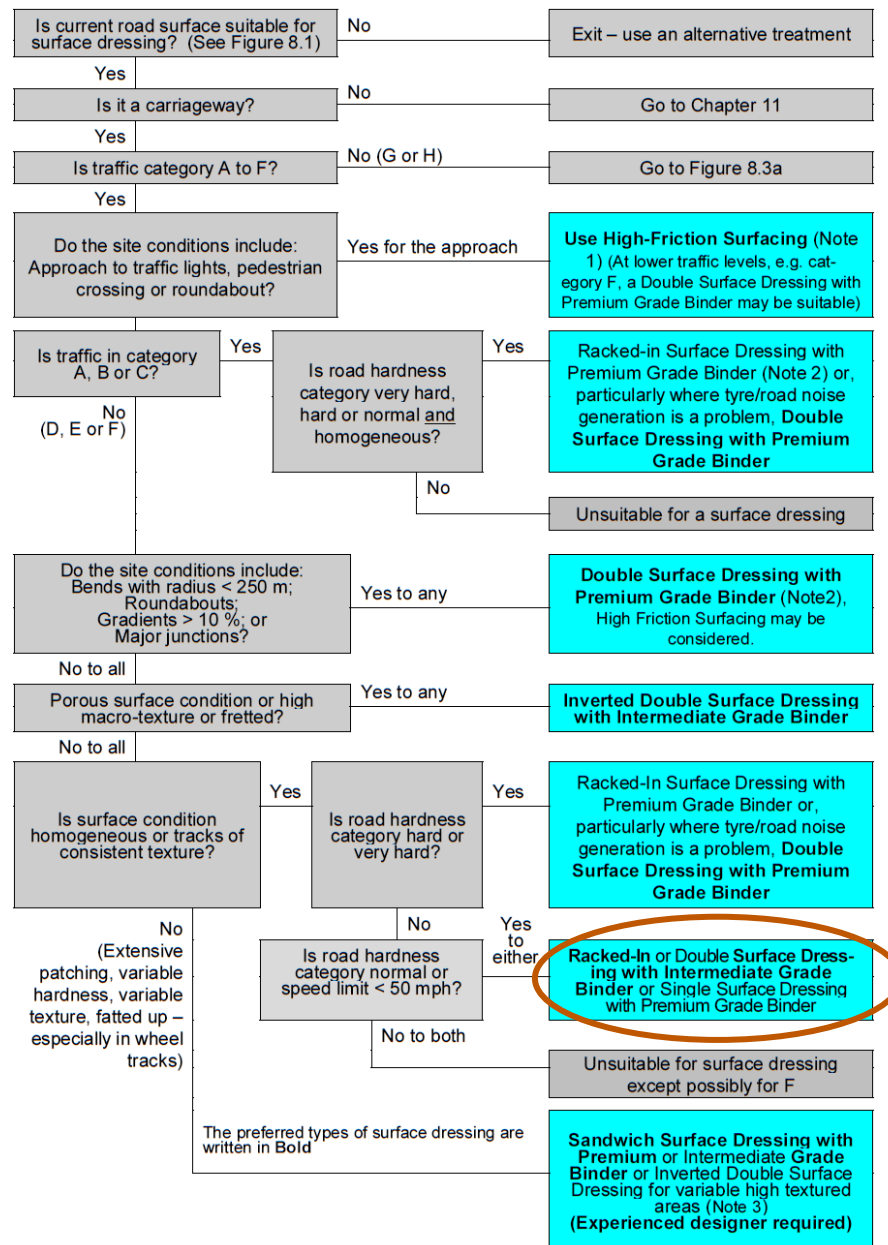 Is current road surface suitable for
surface dressing? (See Figure 8.1)
No
Exit – use an alternative treatment
Yes
Is it a carriageway?
No
Go to Chapter 11
Yes
Is traffic category A to F?
No (G or H)
Go to Figure 8.3a
Yes
Do the site conditions include:
Approach to traffic lights, pedestrian
crossing or roundabout?
Yes for the approach
Use High-Friction Surfacing (Note
1) (At lower traffic levels, e.g. cat-
egory F, a Double Surface Dressing with
Premium Grade Binder may be suitable)
Is traffic in category
A, B or C?
Yes
Is road hardness
category very hard,
hard or normal and
homogeneous?
Yes
Racked-in Surface Dressing with
Premium Grade Binder (Note 2) or,
particularly where tyre/road noise
generation is a problem, Double
Surface Dressing with Premium
Grade Binder
No
(D, E or F)
No
Unsuitable for a surface dressing
Do the site conditions include:
Bends with radius < 250 m;
Roundabouts;
Gradients > 10 %; or
Major junctions?
Yes to any
Double Surface Dressing with
Premium Grade Binder (Note2),
High Friction Surfacing may be
considered.
No to all
Porous surface condition or high
macro-texture or fretted?
Yes to any
Inverted Double Surface Dressing
with Intermediate Grade Binder
No to all
Is surface condition
homogeneous or tracks of
consistent texture?
Yes
Is road hardness
category hard or
very hard?
Yes
Racked-In Surface Dressing with
Premium Grade Binder or,
particularly where tyre/road noise
generation is a problem, Double
Surface Dressing with Premium
Grade Binder
No
(Extensive
patching, variable
hardness, variable
texture, fatted up –
especially in wheel
tracks)
No
Is road hardness
category normal or
speed limit < 50 mph?
Yes
to
either
Racked-In or Double Surface Dress-
ing with Intermediate Grade
Binder or Single Surface Dressing
with Premium Grade Binder
No to both
Unsuitable for surface dressing
except possibly for F
The preferred types of surface dressing are
written in Bold
Sandwich Surface Dressing with
Premium or Intermediate Grade
Binder or Inverted Double Surface
Dressing for variable high textured
areas (Note 3)
(Experienced designer required)